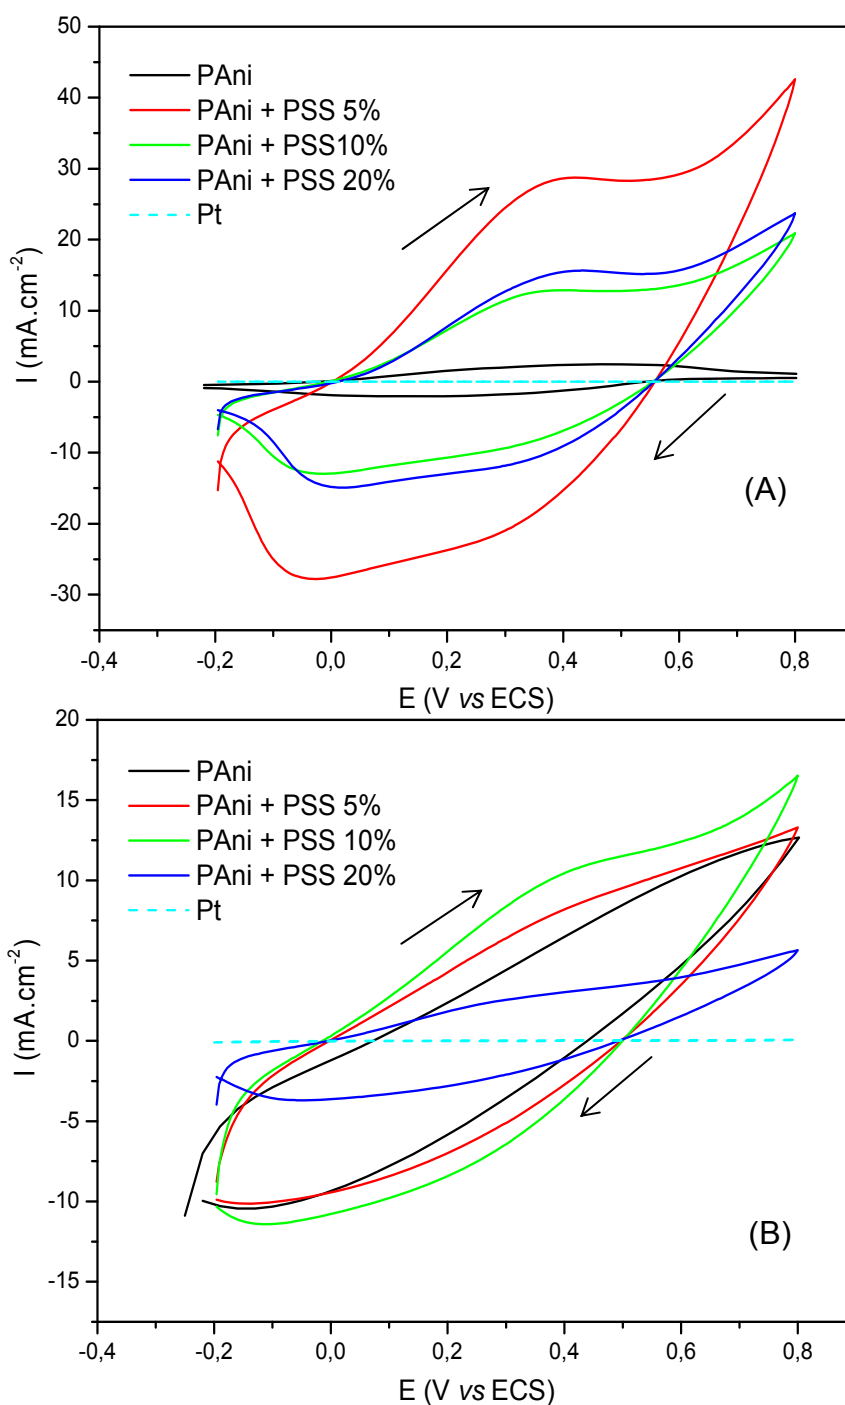 50
40
30
20
10
0
-10
-20
-30
I (mA.cm-2)
PAni
PAni + PSS 5%
PAni + PSS10%
PAni + PSS 20%
Pt
(A)
-0,4 -0,2 0,0 0,2 0,4 0,6 0,8
E (V vs ECS)
20
15
10
5
0
-5
-10
-15
I (mA.cm-2)
PAni
PAni + PSS 5%
PAni + PSS 10%
PAni + PSS 20%
Pt
(B)
-0,4 -0,2 0,0 0,2 0,4 0,6 0,8
E (V vs ECS)